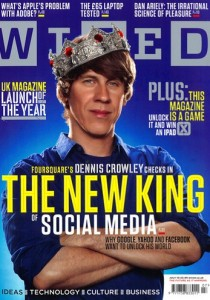 WHAT'S APPLE'S PROBLEM
WITH ADOBE?
THE £65 LAPTOP
TESTED
DAN ARIELY: THE IRRATIONAL
SCIENCE OF PLEASURE
WIRED
UK MAGAZINE
LAUNCH OF
THE YEAR
PLUS:
THIS
MAGAZINE
IS A GAME
UNLOCK IT
AND WIN
AN IPAD
FOURSQUARE'S DENNIS CROWLEY CHECKS IN
THE NEW KING
OF SOCIAL MEDIA
WHY GOOGLE, YAHOO AND FACEBOOK
WANT TO UNLOCK HIS WORLD
IDEAS | TECHNOLOGY | CULTURE | BUSINESS